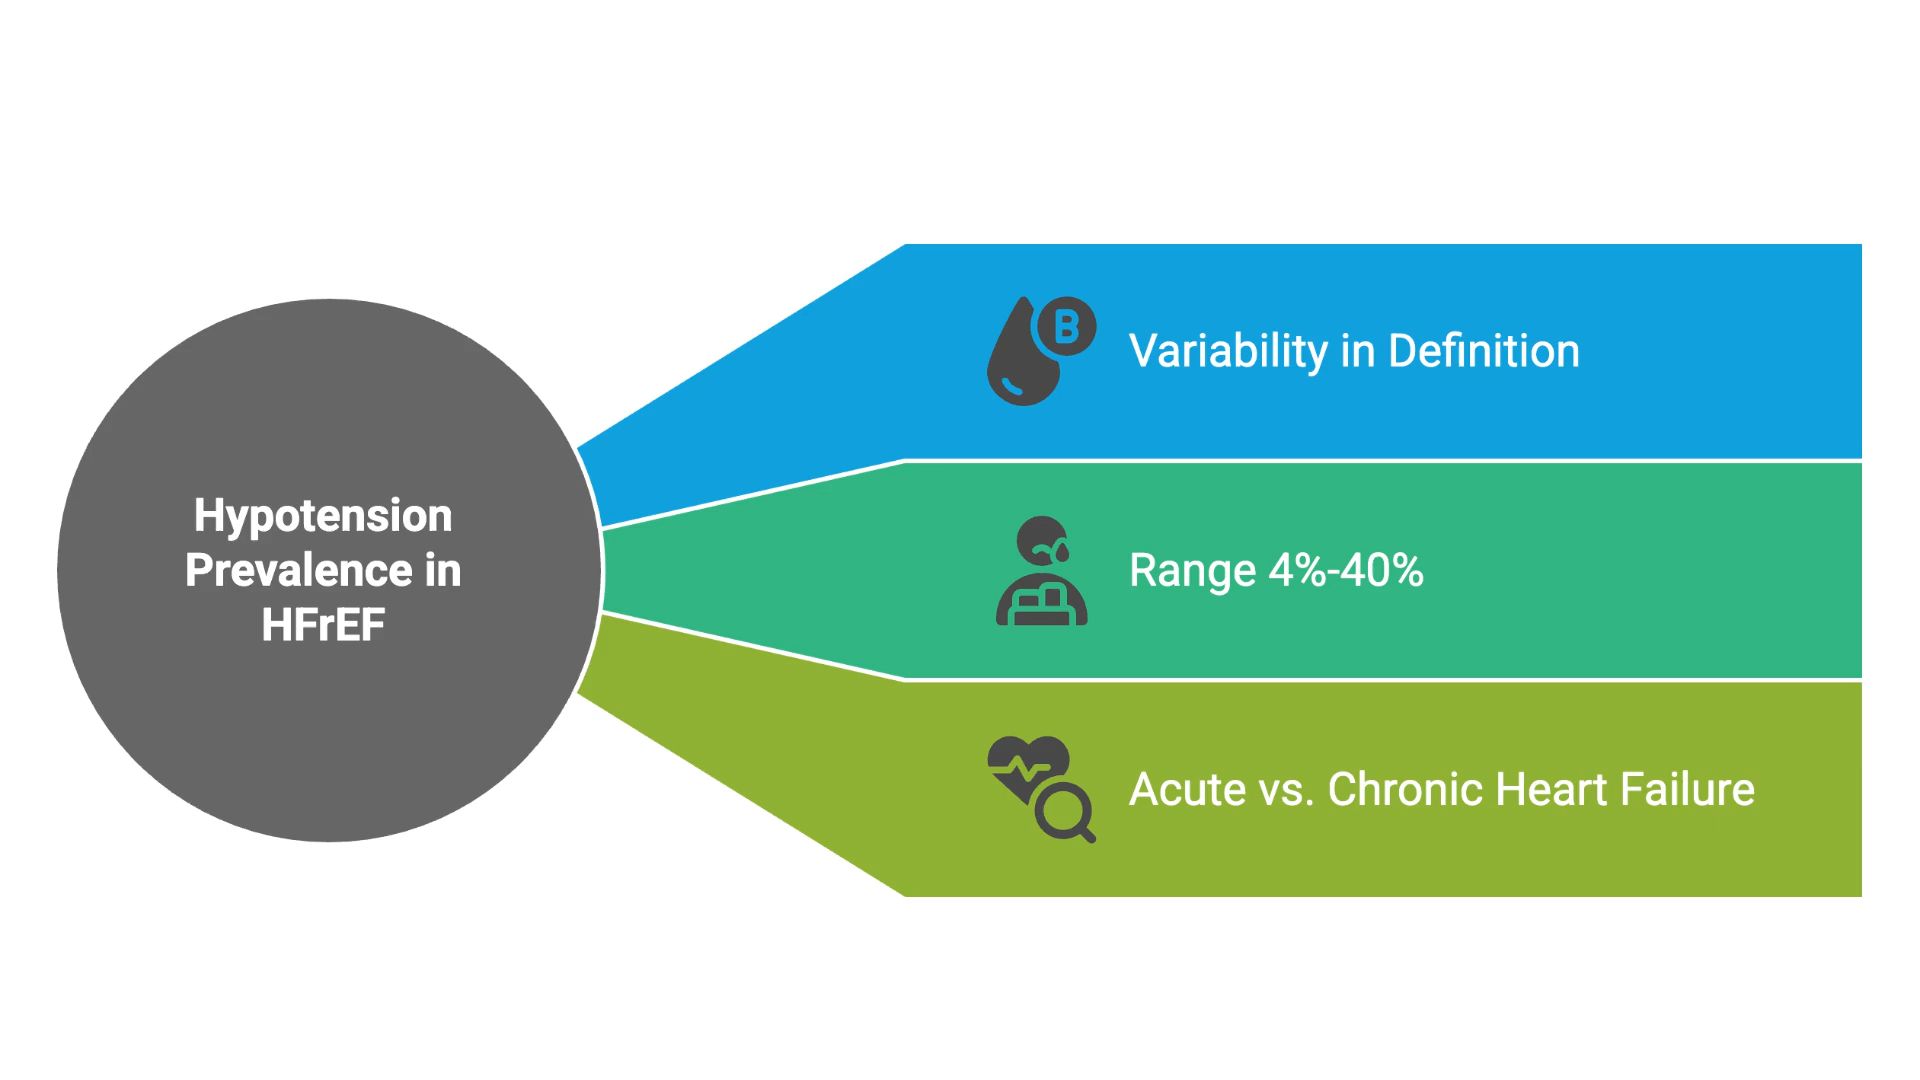 Hypotension
Prevalence in
HFrEF
B
Variability in Definition
Range 4%-40%
Acute vs. Chronic Heart Failure